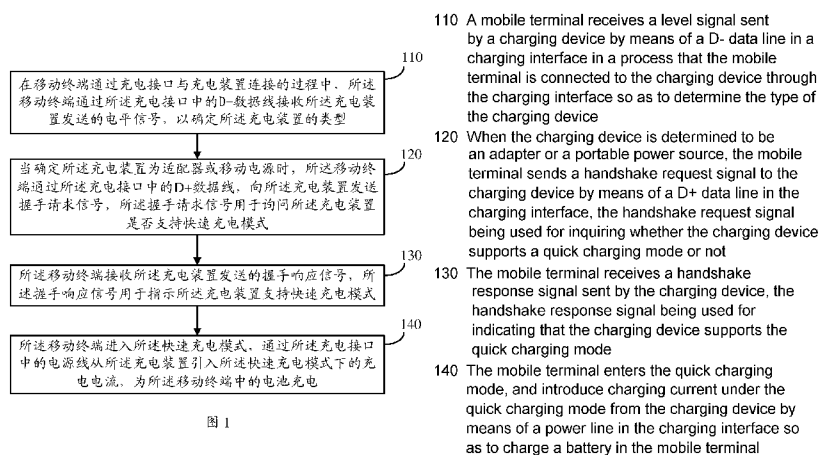 110
在移动终端通过充电接口与充电装置连接的过程中，所述
移动终端通过所述充电接口中的D-数据线接收所述充电装
置发送的电平信号，以确定所述充电装置的类型
120
当确定所述充电装置为适配器或移动电源时，所述移动终
端通过所述充电接口中的D+数据线，向所述充电装置发送
握手请求信号，所述握手请求信号用于询问所述充电装置
是否支持快速充电模式
130
所述移动终端接收所述充电装置发送的握手响应信号，所
述握手响应信号用于指示所述充电装置支持快速充电模式
140
所述移动终端进入所述快速充电模式，通过所述充电接口
中的电源线从所述充电装置引入所述快速充电模式下的充
电电流，为所述移动终端中的电池充电
图 1
110 A mobile terminal receives a level signal sent
by a charging device by means of a D- data line in a
charging interface in a process that the mobile
terminal is connected to the charging device through
the charging interface so as to determine the type of
the charging device
120 When the charging device is determined to be
an adapter or a portable power source, the mobile
terminal sends a handshake request signal to the
charging device by means of a D+ data line in the
charging interface, the handshake request signal
being used for inquiring whether the charging device
supports a quick charging mode or not
130 The mobile terminal receives a handshake
response signal sent by the charging device, the
handshake response signal being used for
indicating that the charging device supports the
quick charging mode
140 The mobile terminal enters the quick charging
mode, and introduce charging current under the
quick charging mode from the charging device by
means of a power line in the charging interface so
as to charge a battery in the mobile terminal